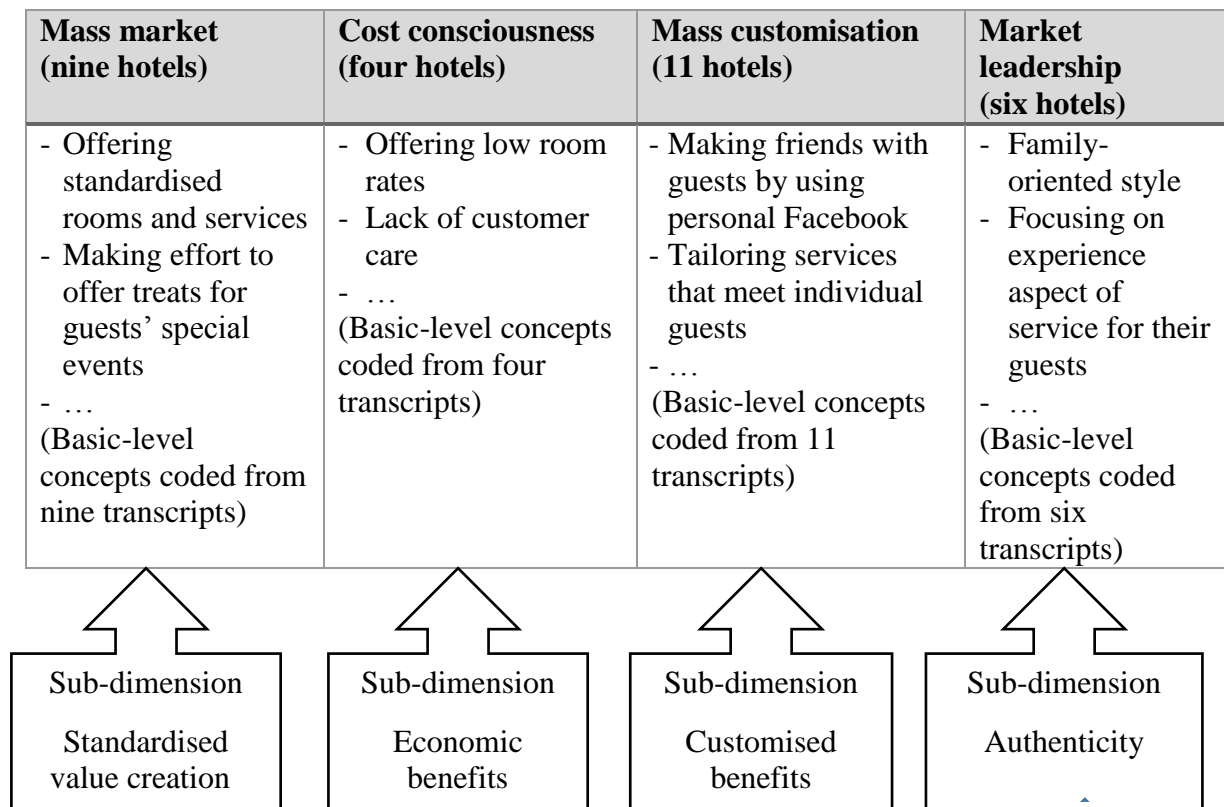 Mass market
(nine hotels)
Cost consciousness
(four hotels)
Mass customisation
(11 hotels)
Market
leadership
(six hotels)
- Offering
standardised
rooms and services
- Making effort to
offer treats for
guests’ special
events
- …
(Basic-level
concepts coded from
nine transcripts)
- Offering low room
rates
- Lack of customer
care
- …
(Basic-level concepts
coded from four
transcripts)
- Making friends with
guests by using
personal Facebook
- Tailoring services
that meet individual
guests
- …
(Basic-level concepts
coded from 11
transcripts)
- Family-
oriented style
- Focusing on
experience
aspect of
service for their
guests
- …
(Basic-level
concepts coded
from six
transcripts)
Sub-dimension
Standardised
value creation
Sub-dimension
Economic
benefits
Sub-dimension
Customised
benefits
Sub-dimension
Authenticity